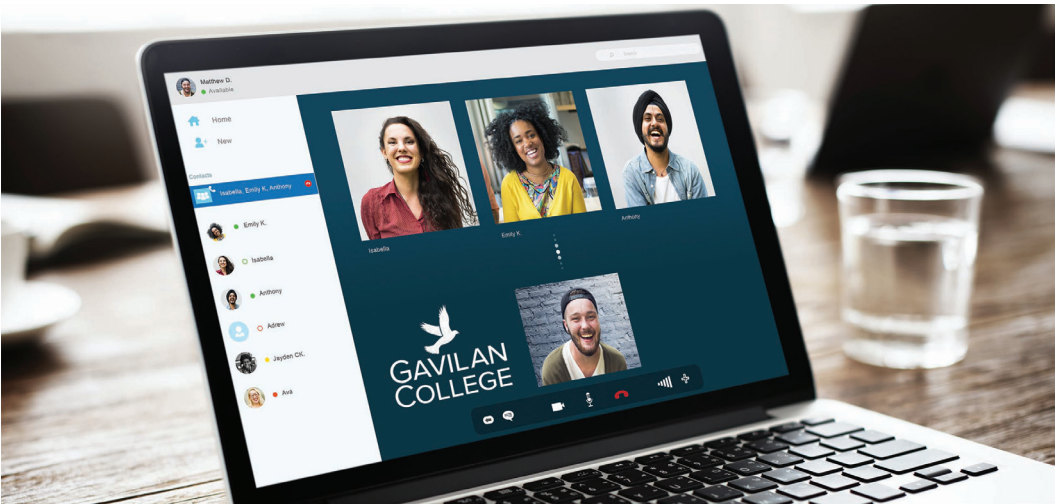 Matthew D.
Available
Search
Home
New
Contacts
Isabella, Emily K, Anthony
Emily K.
Isabella
Anthony
Adrew
Jayden CK.
Ava
Isabella
Emily K.
Anthony
GAVILAN
COLLEGE